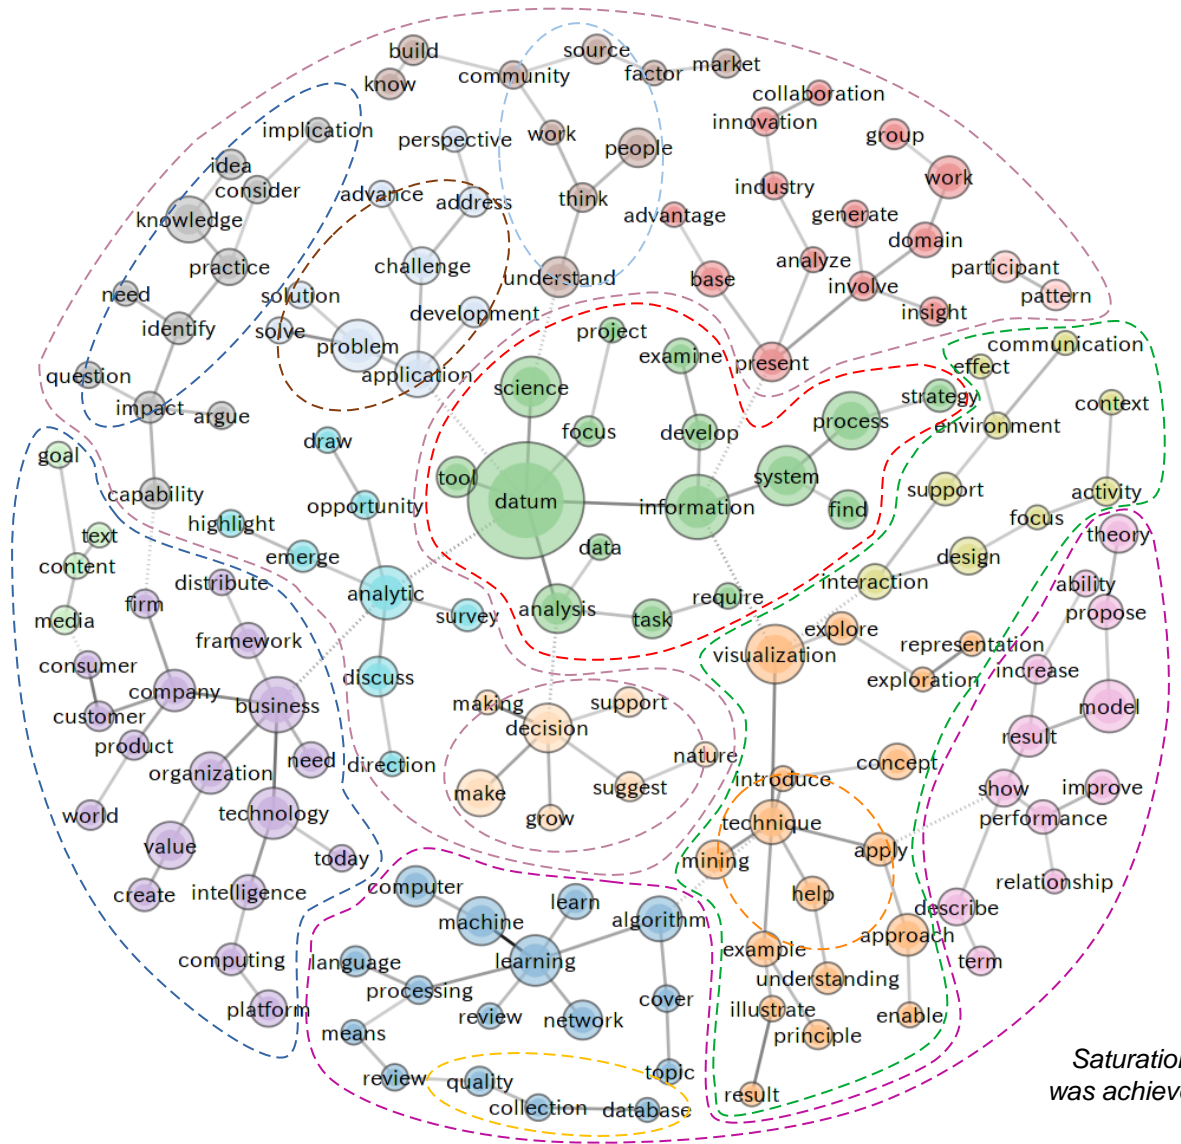 build
source
know
community
factor
market
collaboration
implication
perspective
work
people
innovation
group
idea
consider
knowledge
advance
address
think
industry
work
advantage
generate
practice
challenge
understand
base
analyze
domain
participant
need
solution
development
involve
insight
pattern
identify
solve
problem
project
examine
present
communication
question
application
science
effect
strategy
impact
argue
process
context
environment
goal
draw
focus
develop
capability
opportunity
tool
datum
information
system
find
support
activity
text
highlight
focus
theory
content
emerge
data
design
distribute
interaction
ability
firm
analytic
analysis
require
propose
media
framework
survey
task
explore
representation
consumer
discuss
visualization
exploration
increase
company
business
making
support
customer
decision
model
product
result
organization
need
direction
nature
introduce
concept
make
suggest
show
improve
world
technology
grow
technique
performance
value
today
mining
apply
create
intelligence
computer
learn
help
relationship
machine
algorithm
describe
computing
language
learning
example
approach
term
processing
understanding
platform
review
network
cover
illustrate
enable
means
principle
review
quality
topic
collection
database
result
Saturation
was achieve